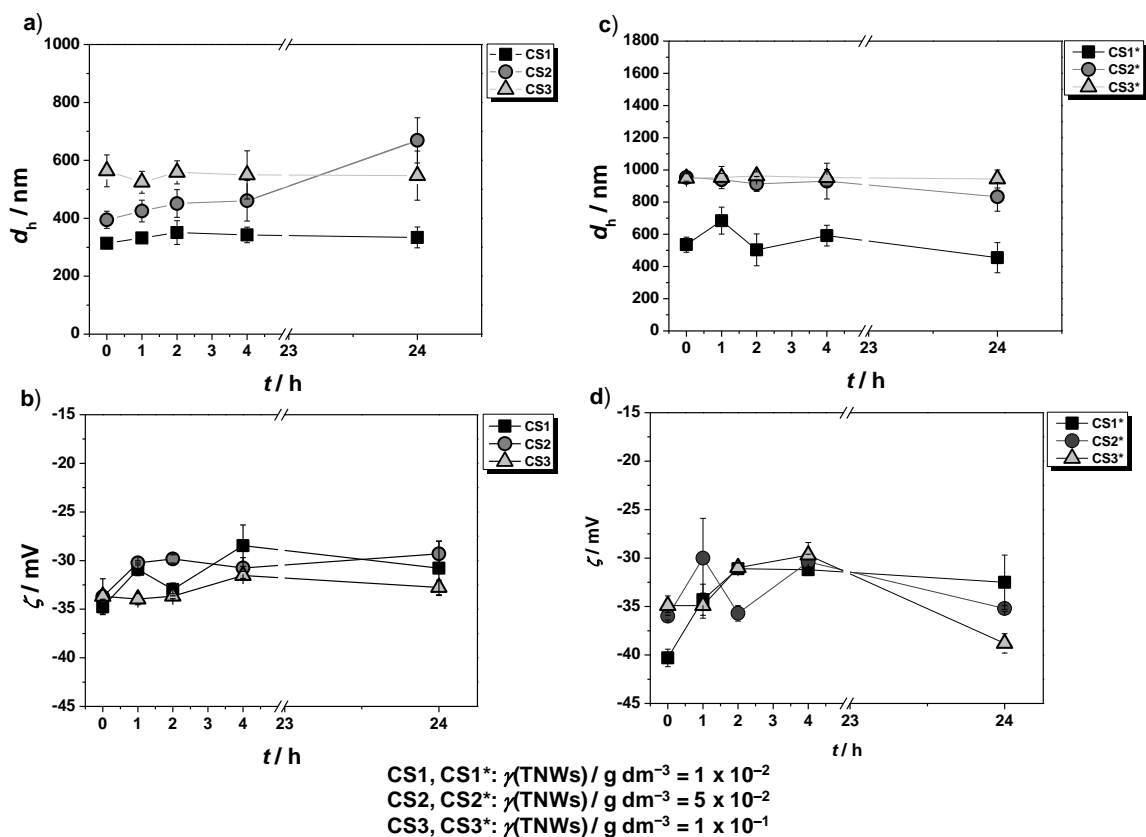 a)
1000
800
600
400
200
0
d_h / nm
0 1 2 3 4 23 24
t / h
CS1
CS2
CS3
c)
1800
1600
1400
1200
1000
800
600
400
200
0
d_h / nm
0 1 2 3 4 23 24
t / h
CS1*
CS2*
CS3*
b)
-15
-20
-25
-30
-35
-40
-45
ζ / mV
0 1 2 3 4 23 24
t / h
CS1
CS2
CS3
d)
-15
-20
-25
-30
-35
-40
-45
ζ / mV
0 1 2 3 4 23 24
t / h
CS1*
CS2*
CS3*
CS1, CS1*: γ(TNWs) / g dm⁻³ = 1 x 10⁻²
CS2, CS2*: γ(TNWs) / g dm⁻³ = 5 x 10⁻²
CS3, CS3*: γ(TNWs) / g dm⁻³ = 1 x 10⁻¹